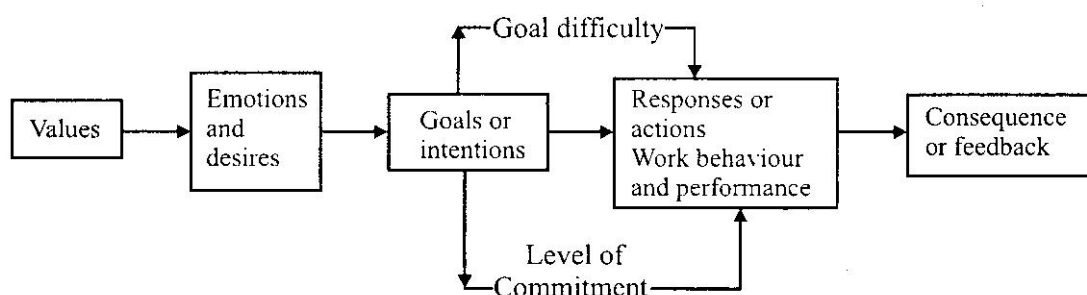 Goal difficulty
Values
Emotions
and
desires
Goals or
intentions
Responses or
actions
Work behaviour
and performance
Consequence
or feedback
Level of
Commitment